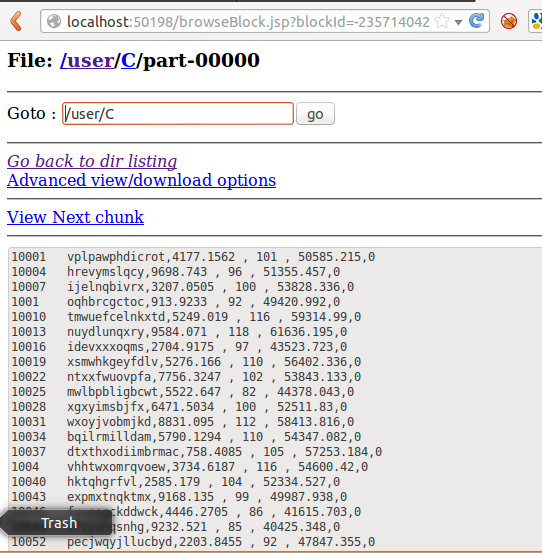 localhost:50198/browseBlock.jsp?blockId=-235714042
File: /user/C/part-00000
Goto : /user/C go
Go back to dir listing
Advanced view/download options
View Next chunk
10001 vplpawphdicrot,4177.1562 , 101 , 50585.215,0
10004 hrevymslqcy,9698.743 , 96 , 51355.457,0
10007 ijelnqbivrx,3207.0505 , 100 , 53828.336,0
1001 oqhbrcgctoc,913.9233 , 92 , 49420.992,0
10010 tmwuefcelnkxtd,5249.019 , 116 , 59314.99,0
10013 nuydlunqxry,9584.071 , 118 , 61636.195,0
10016 idevxxxoqms,2704.9175 , 97 , 43523.723,0
10019 xsmwhkgeyfdlv,5276.166 , 110 , 56402.336,0
10022 ntxxfwuovpfa,7756.3247 , 102 , 53843.133,0
10025 mwlbpbligbcwt,5522.647 , 82 , 44378.043,0
10028 xgxyimsbjfx,6471.5034 , 100 , 52511.83,0
10031 wxoyjvobmjkd,8831.095 , 112 , 58413.816,0
10034 bqilrmilldam,5790.1294 , 110 , 54347.082,0
10037 dtxthxodiimbrmac,758.4085 , 105 , 57253.184,0
1004 vhhtwxomrqvoew,3734.6187 , 116 , 54600.42,0
10040 hktqhgrfvl,2585.179 , 104 , 52334.527,0
10043 expmxtnqktmx,9168.135 , 99 , 49987.938,0
,4446.2705 , 86 , 41615.703,0
Trash ,9232.521 , 85 , 40425.348,0
10052 pecjwqyjllucbyd,2203.8455 , 92 , 47847.355,0